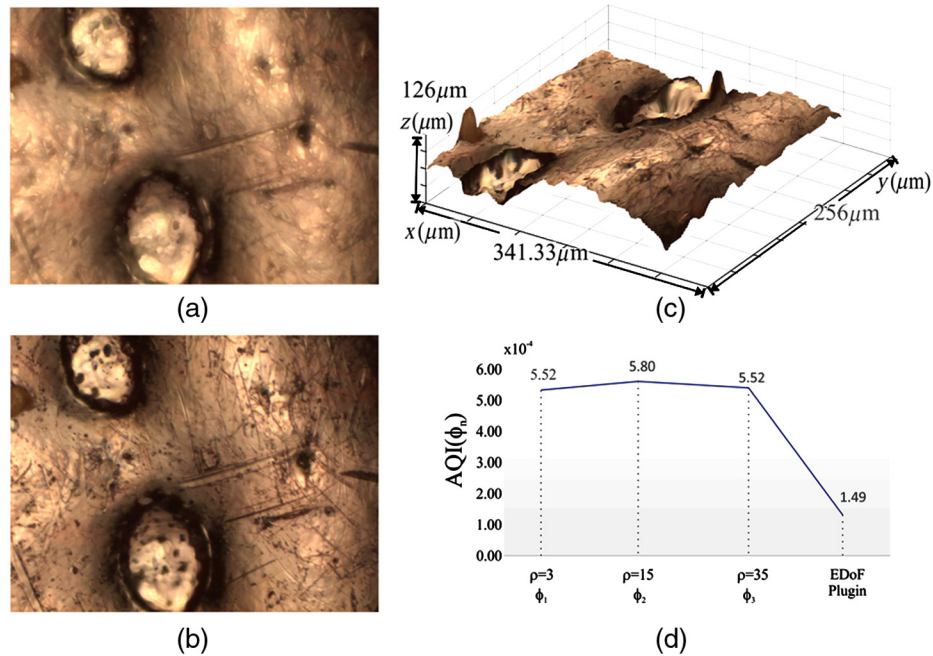 (a)
126μm
z(μm)
x(μm)
341.33μm
256μm
y(μm)
(c)
(b)
x10⁻⁴
AQI(ϕₙ)
6.00
5.00
4.00
3.00
2.00
1.00
0.00
5.52
5.80
5.52
1.49
ρ=3
ρ=15
ρ=35
EDoF
ϕ₁
ϕ₂
ϕ₃
Plugin
(d)